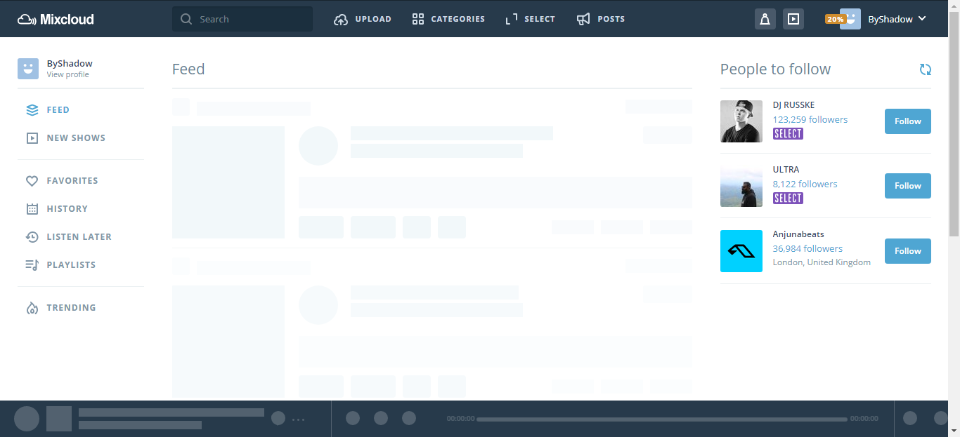 Mixcloud
Search
UPLOAD
CATEGORIES
SELECT
POSTS
20%
ByShadow
ByShadow
View profile
FEED
NEW SHOWS
FAVORITES
HISTORY
LISTEN LATER
PLAYLISTS
TRENDING
Feed
People to follow
DJ RUSSKE
123,259 followers
SELECT
Follow
ULTRA
8,122 followers
SELECT
Follow
Anjunabeats
36,984 followers
London, United Kingdom
Follow
00:00:00
00:00:00